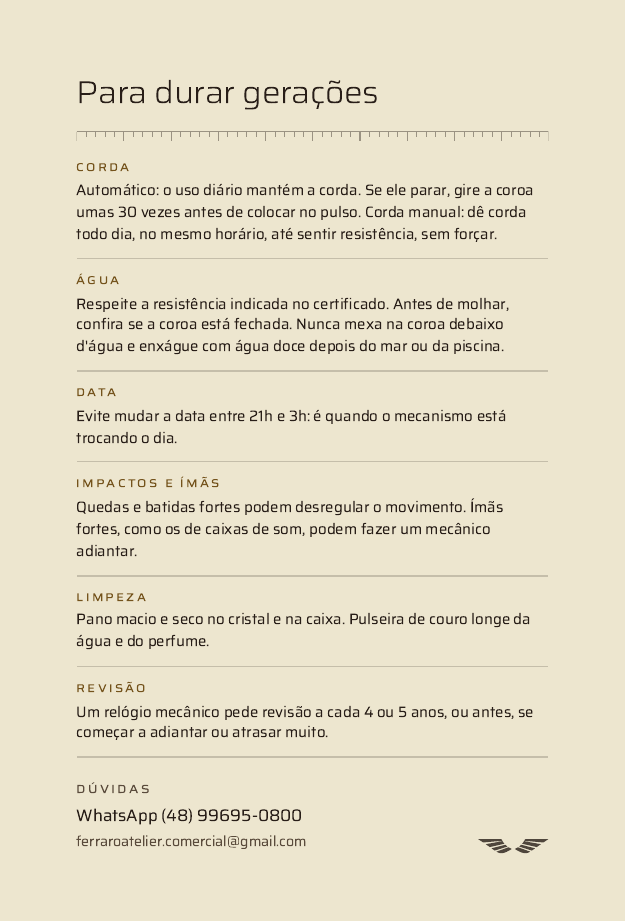 Para durar gerações
CORDA
Automático: o uso diário mantém a corda. Se ele parar, gire a coroa
umas 30 vezes antes de colocar no pulso. Corda manual: dê corda
todo dia, no mesmo horário, até sentir resistência, sem forçar.
ÁGUA
Respeite a resistência indicada no certificado. Antes de molhar,
confira se a coroa está fechada. Nunca mexa na coroa debaixo
d'água e enxágue com água doce depois do mar ou da piscina.
DATA
Evite mudar a data entre 21h e 3h: é quando o mecanismo está
trocando o dia.
IMPACTOS E ÍMÃS
Quedas e batidas fortes podem desregular o movimento. Ímãs
fortes, como os de caixas de som, podem fazer um mecânico
adiantar.
LIMPEZA
Pano macio e seco no cristal e na caixa. Pulseira de couro longe da
água e do perfume.
REVISÃO
Um relógio mecânico pede revisão a cada 4 ou 5 anos, ou antes, se
começar a adiantar ou atrasar muito.
DÚVIDAS
WhatsApp (48) 99695-0800
ferraroatelier.comercial@gmail.com